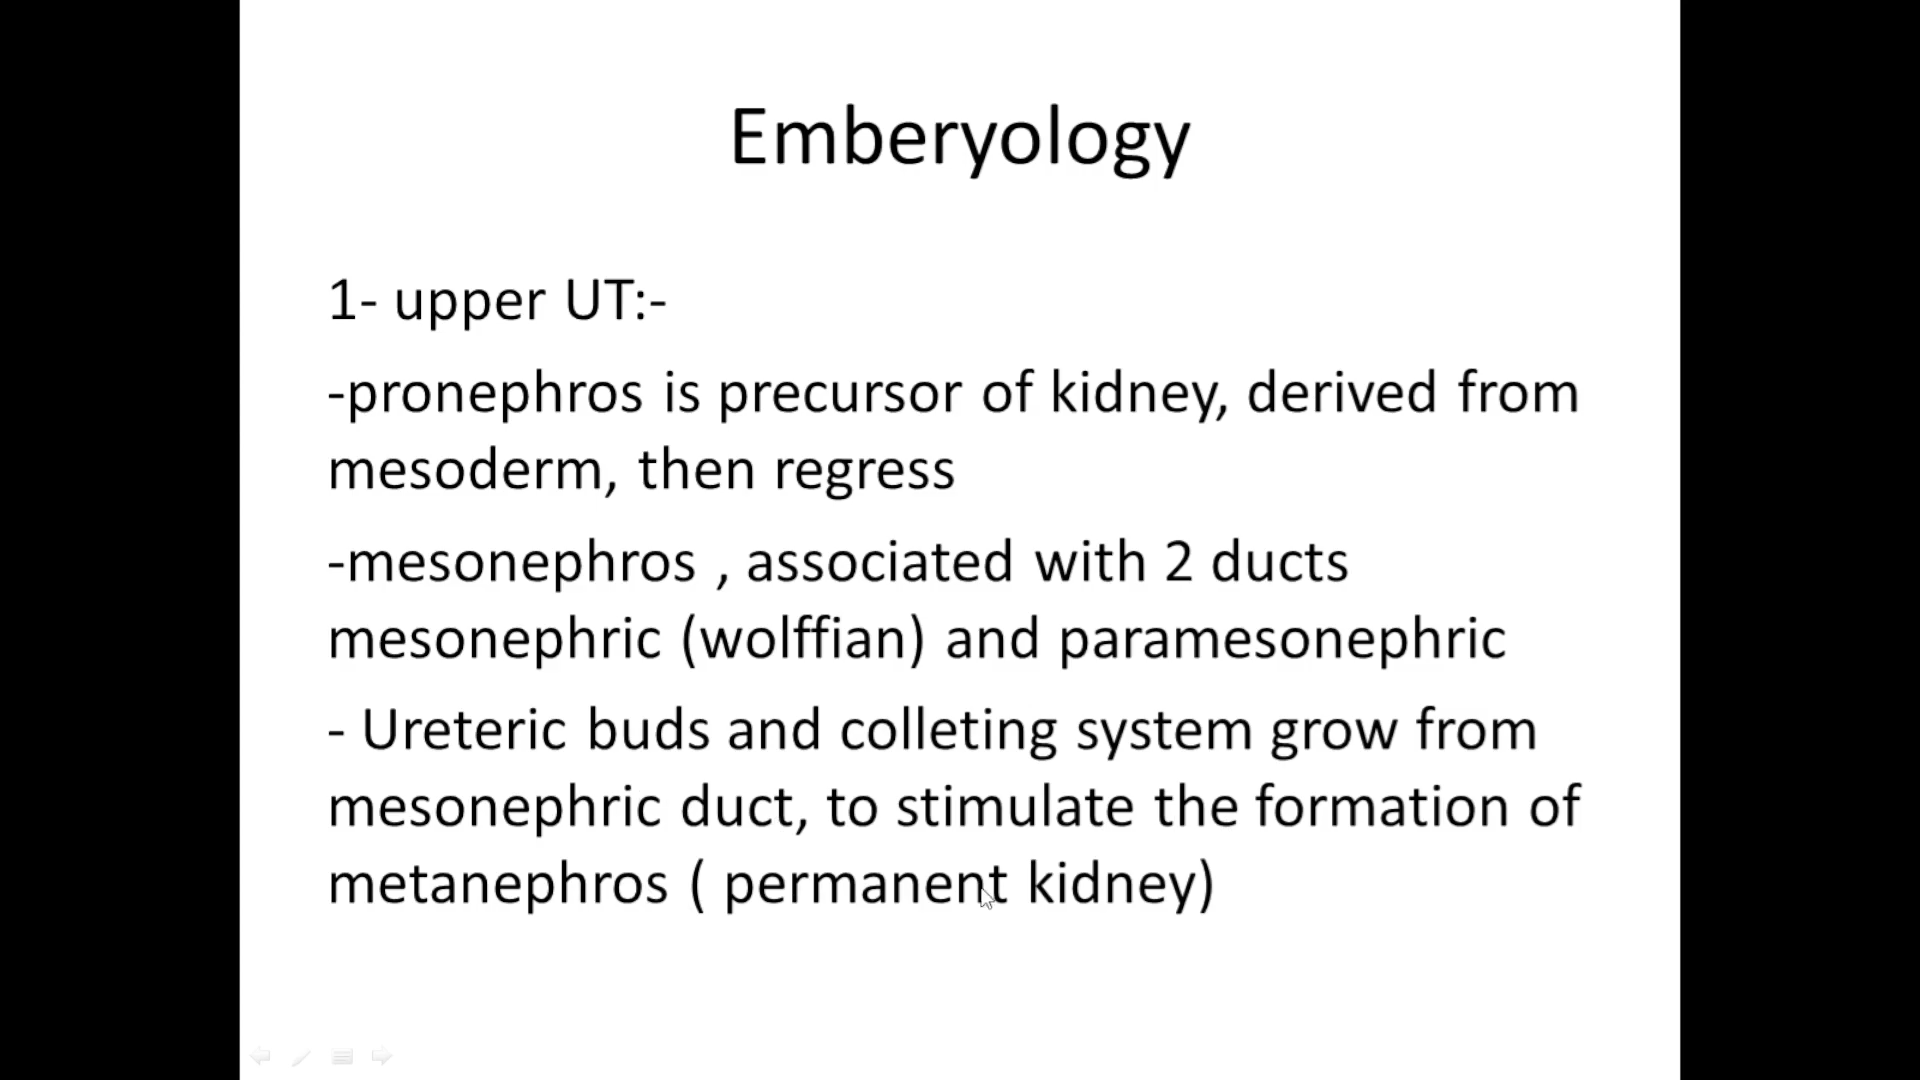 Emberyology
1- upper UT:-
-pronephros is precursor of kidney, derived from
mesoderm, then regress
-mesonephros , associated with 2 ducts
mesonephric (wolffian) and paramesonephric
- Ureteric buds and colleting system grow from
mesonephric duct, to stimulate the formation of
metanephros ( permanent kidney)